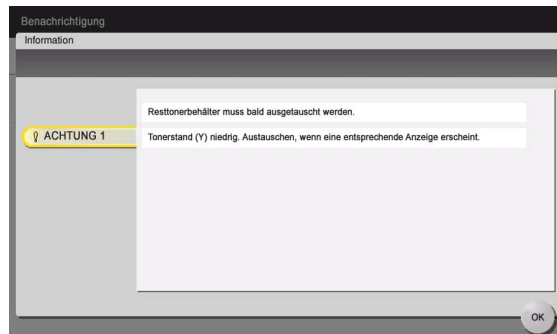 Benachrichtigung
Information
Resttonerbehälter muss bald ausgetauscht werden.
ACHTUNG 1
Tonerstand (Y) niedrig. Austauschen, wenn eine entsprechende Anzeige erscheint.
OK